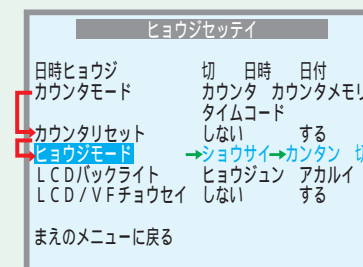 ヒョウジセッテイ
日時ヒョウジ 切 日時 日付
カウンタモード カウンタ カウンタメモリ
タイムコード
カウンタリセット しない する
ヒョウジモード →ショウサイ→カンタン 切
LCDバックライト ヒョウジュン アカルイ
LCD/VFチョウセイ しない する
まえのメニューに戻る